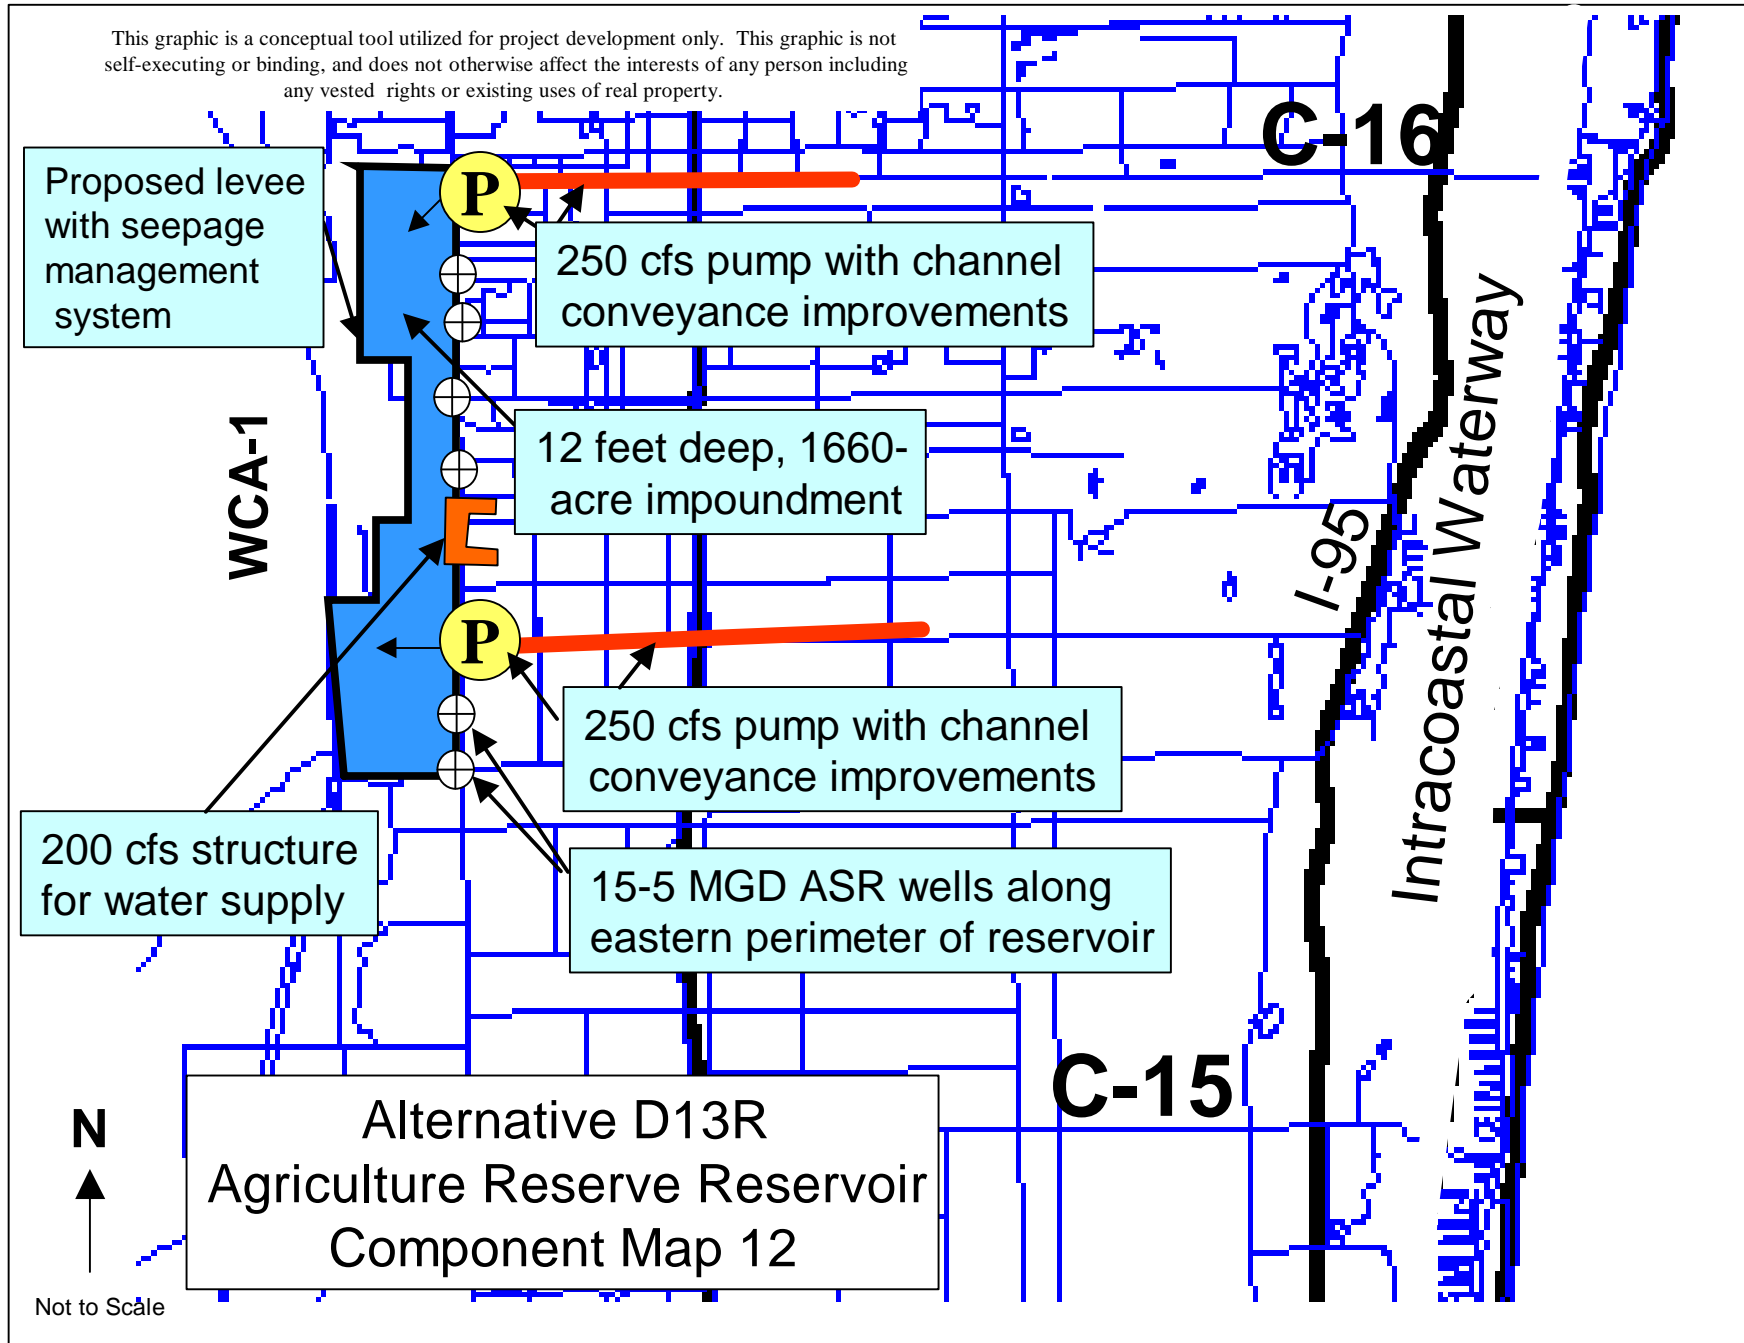 This graphic is a conceptual tool utilized for project development only. This graphic is not
self-executing or binding, and does not otherwise affect the interests of any person including
any vested rights or existing uses of real property.
C-16
Proposed levee
with seepage
management
system
P
250 cfs pump with channel
conveyance improvements
WCA-1
12 feet deep, 1660-
acre impoundment
I-95
Intracoastal Waterway
P
250 cfs pump with channel
conveyance improvements
200 cfs structure
for water supply
15-5 MGD ASR wells along
eastern perimeter of reservoir
C-15
N
Not to Scale
Alternative D13R
Agriculture Reserve Reservoir
Component Map 12